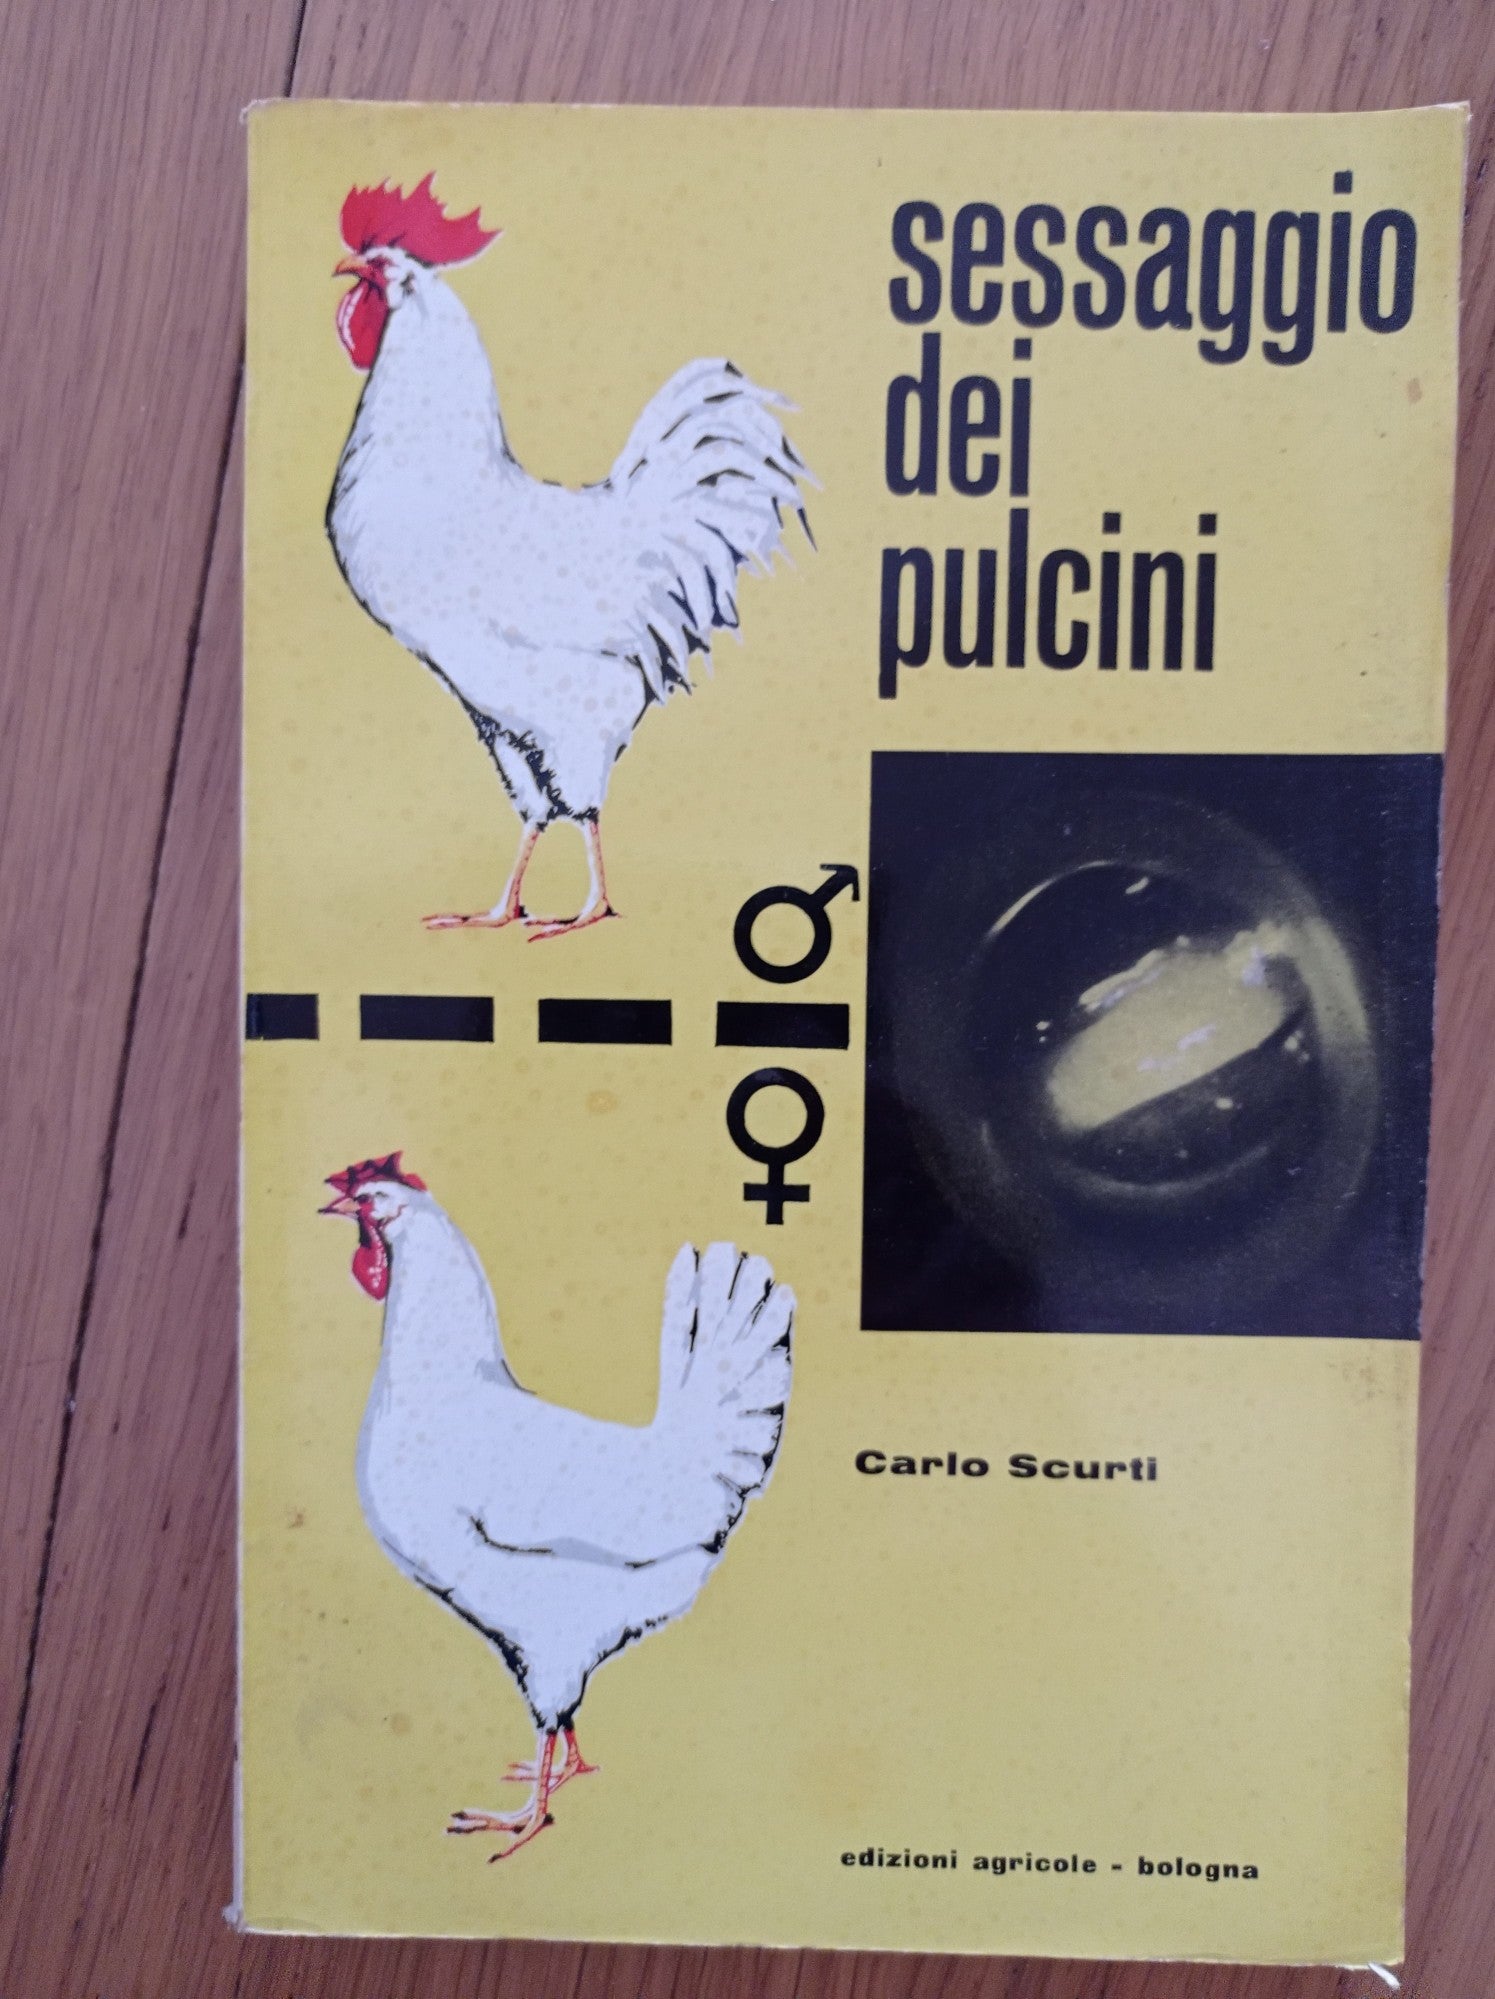 sessaggio
dei
pulcini
♂
♀
Carlo Scurti
edizioni agricole - bologna